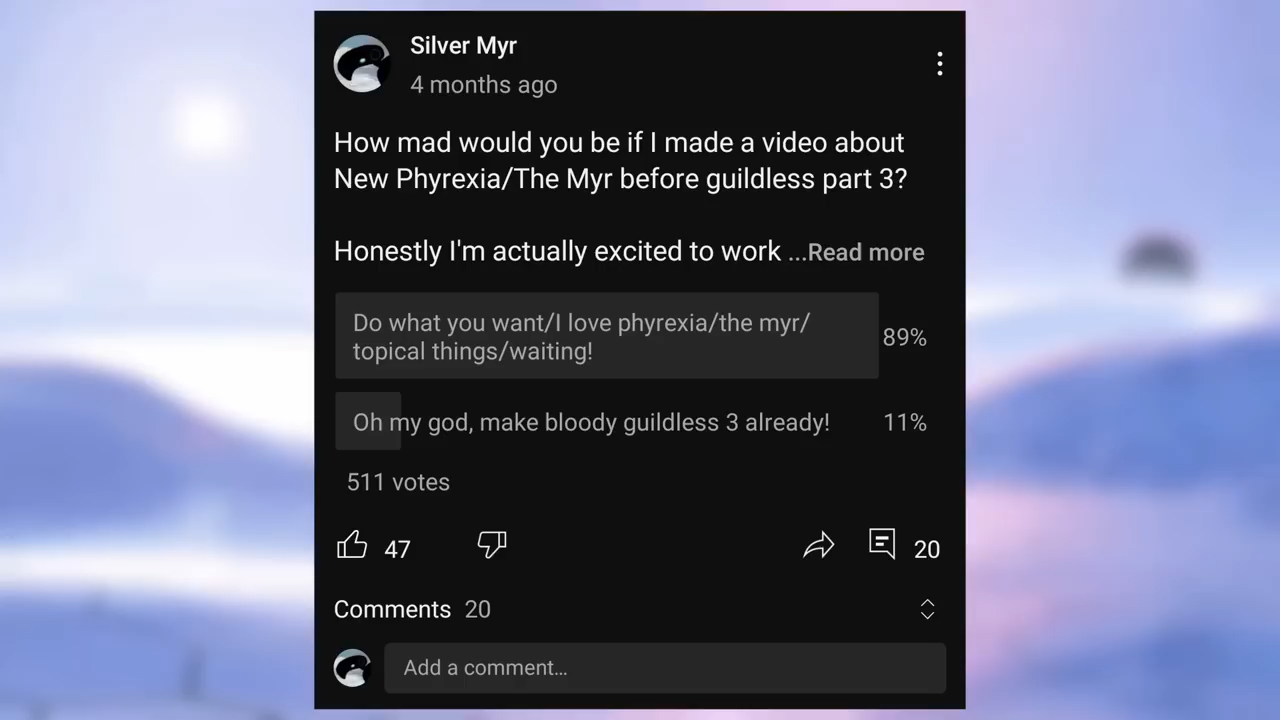 Silver Myr
4 months ago
How mad would you be if I made a video about
New Phyrexia/The Myr before guildless part 3?
Honestly I'm actually excited to work ...Read more
Do what you want/I love phyrexia/the myr/
topical things/waiting!
89%
Oh my god, make bloody guildless 3 already!
11%
511 votes
47
20
Comments 20
Add a comment...